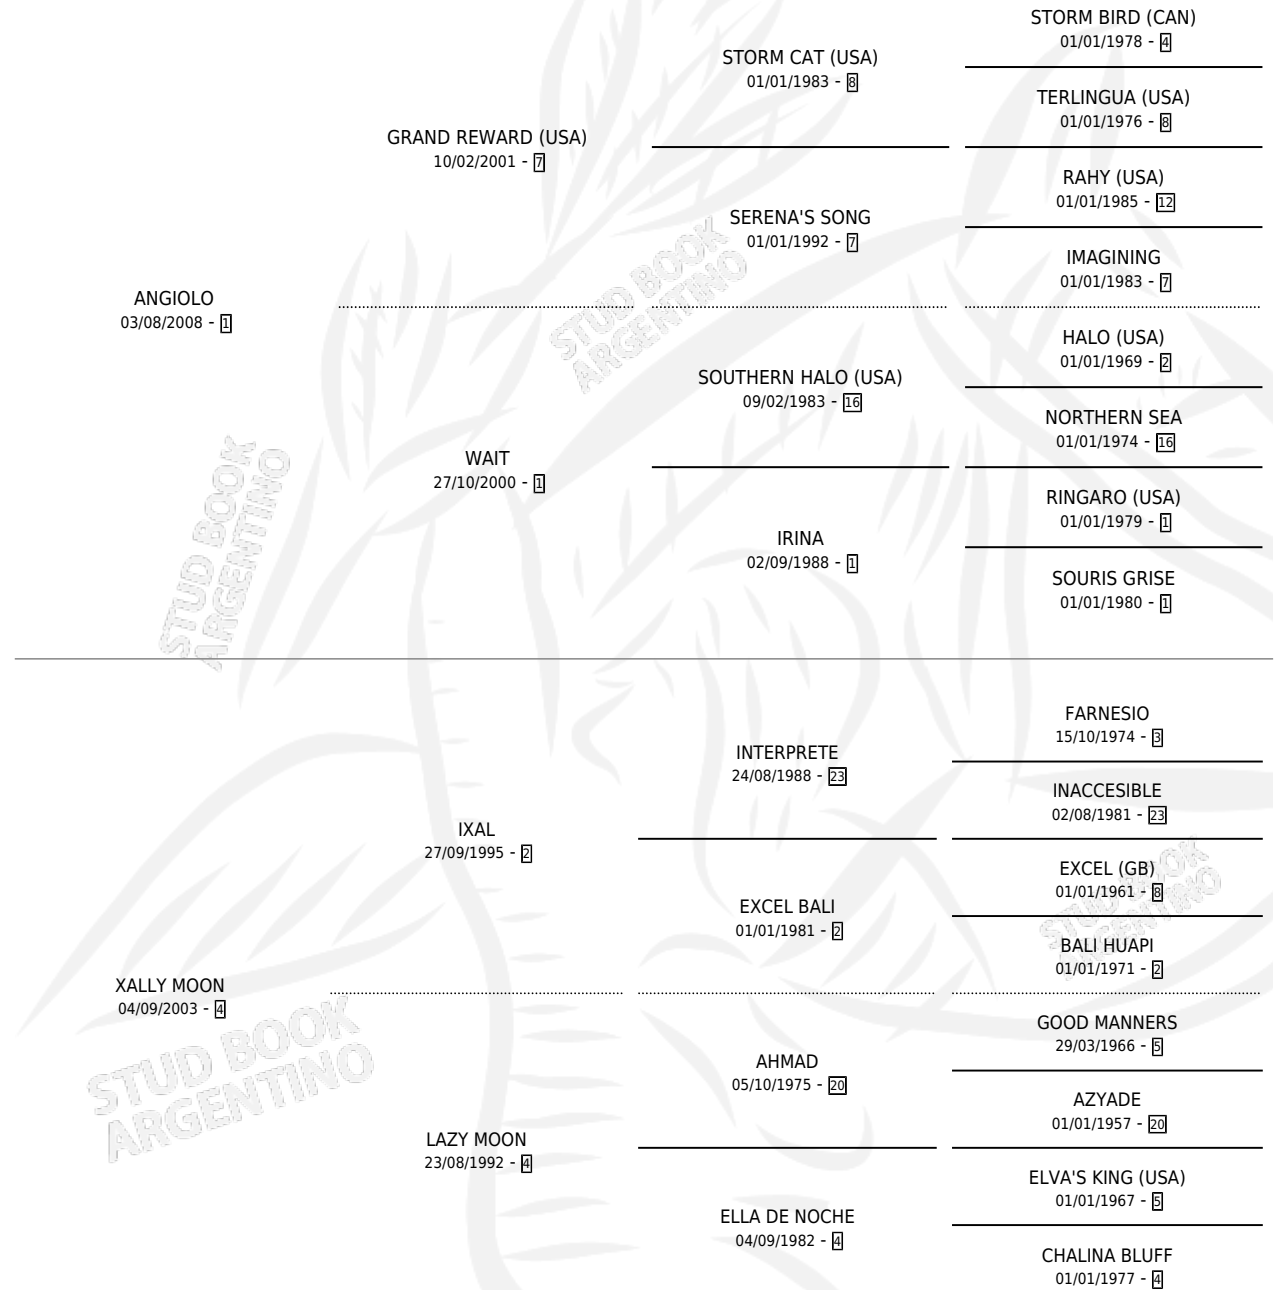 STORM BIRD (CAN)
01/01/1978 - 4
STORM CAT (USA)
01/01/1983 - 8
TERLINGUA (USA)
01/01/1976 - 8
GRAND REWARD (USA)
10/02/2001 - 7
RAHY (USA)
01/01/1985 - 12
SERENA'S SONG
01/01/1992 - 7
IMAGINING
01/01/1983 - 7
ANGIOLO
03/08/2008 - 1
HALO (USA)
01/01/1969 - 2
SOUTHERN HALO (USA)
09/02/1983 - 16
NORTHERN SEA
01/01/1974 - 16
WAIT
27/10/2000 - 1
RINGARO (USA)
01/01/1979 - 1
IRINA
02/09/1988 - 1
SOURIS GRISE
01/01/1980 - 1
STUD BOOK
ARGENTINO
STUD BOOK
ARGENTINO
FARNESIO
15/10/1974 - 3
INTERPRETE
24/08/1988 - 23
INACCESIBLE
02/08/1981 - 23
IXAL
27/09/1995 - 2
EXCEL (GB)
01/01/1961 - 8
EXCEL BALI
01/01/1981 - 2
BALI HUAPI
01/01/1971 - 2
XALLY MOON
04/09/2003 - 4
GOOD MANNERS
29/03/1966 - 5
AHMAD
05/10/1975 - 20
AZYADE
01/01/1957 - 20
LAZY MOON
23/08/1992 - 4
ELVA'S KING (USA)
01/01/1967 - 5
ELLA DE NOCHE
04/09/1982 - 4
CHALINA BLUFF
01/01/1977 - 4
STUD BOOK
ARGENTINO
STUD BOOK
ARGENTINO